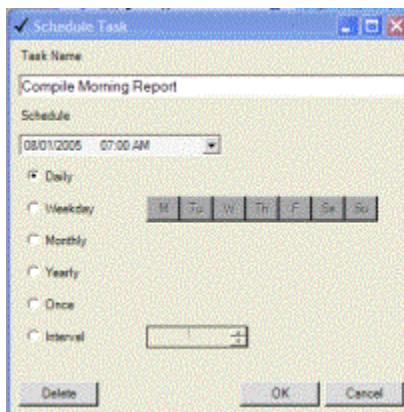 Schedule Task
Task Name
Compile Morning Report
Schedule
08/01/2005 07:00 AM
Daily
Weekday M Tu W Th F Sa Su
Monthly
Yearly
Once
Interval
Delete OK Cancel